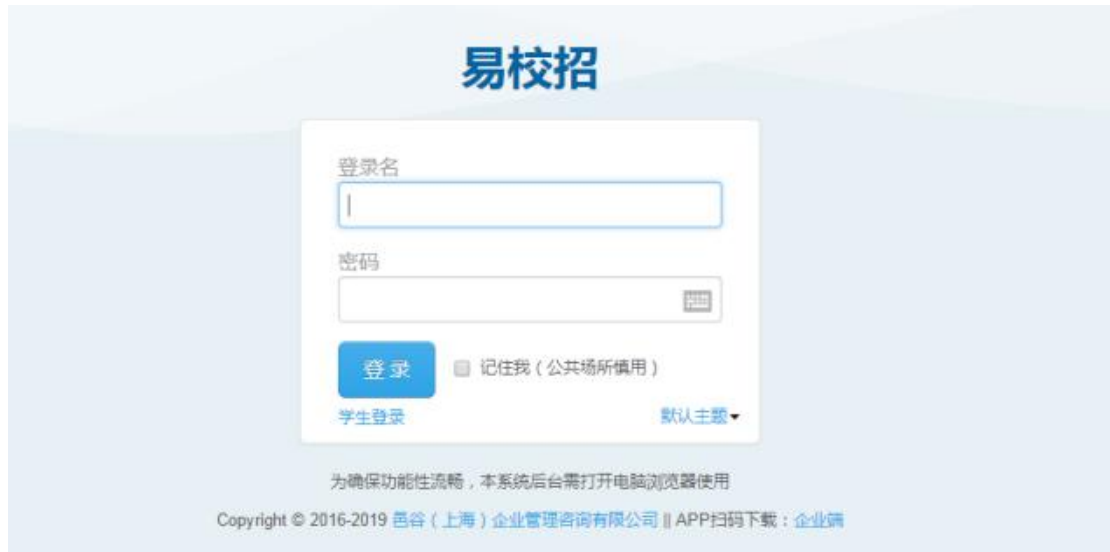 易校招
登录名
密码
登 录 记住我（公共场所慎用）
学生登录 默认主题
为确保功能性流畅，本系统后台需打开电脑浏览器使用
Copyright © 2016-2019 邑谷（上海）企业管理咨询有限公司 || APP扫码下载：企业端